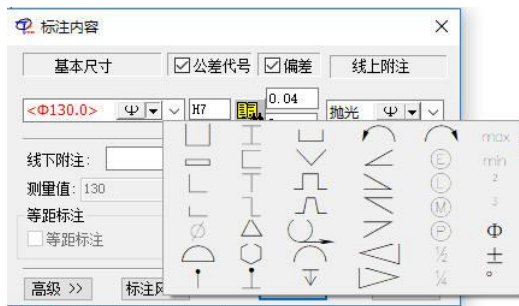 标注内容
基本尺寸 公差代号 偏差 线上附注
<Φ130.0> Ψ H7 0.04 抛光 Ψ
max
线下附注： Ⓔ min
测量值: 130 Ⓛ 2
Ⓜ 3
等距标注 Ⓟ Φ
等距标注 ½ ±
¼ °
高级 >> 标注风